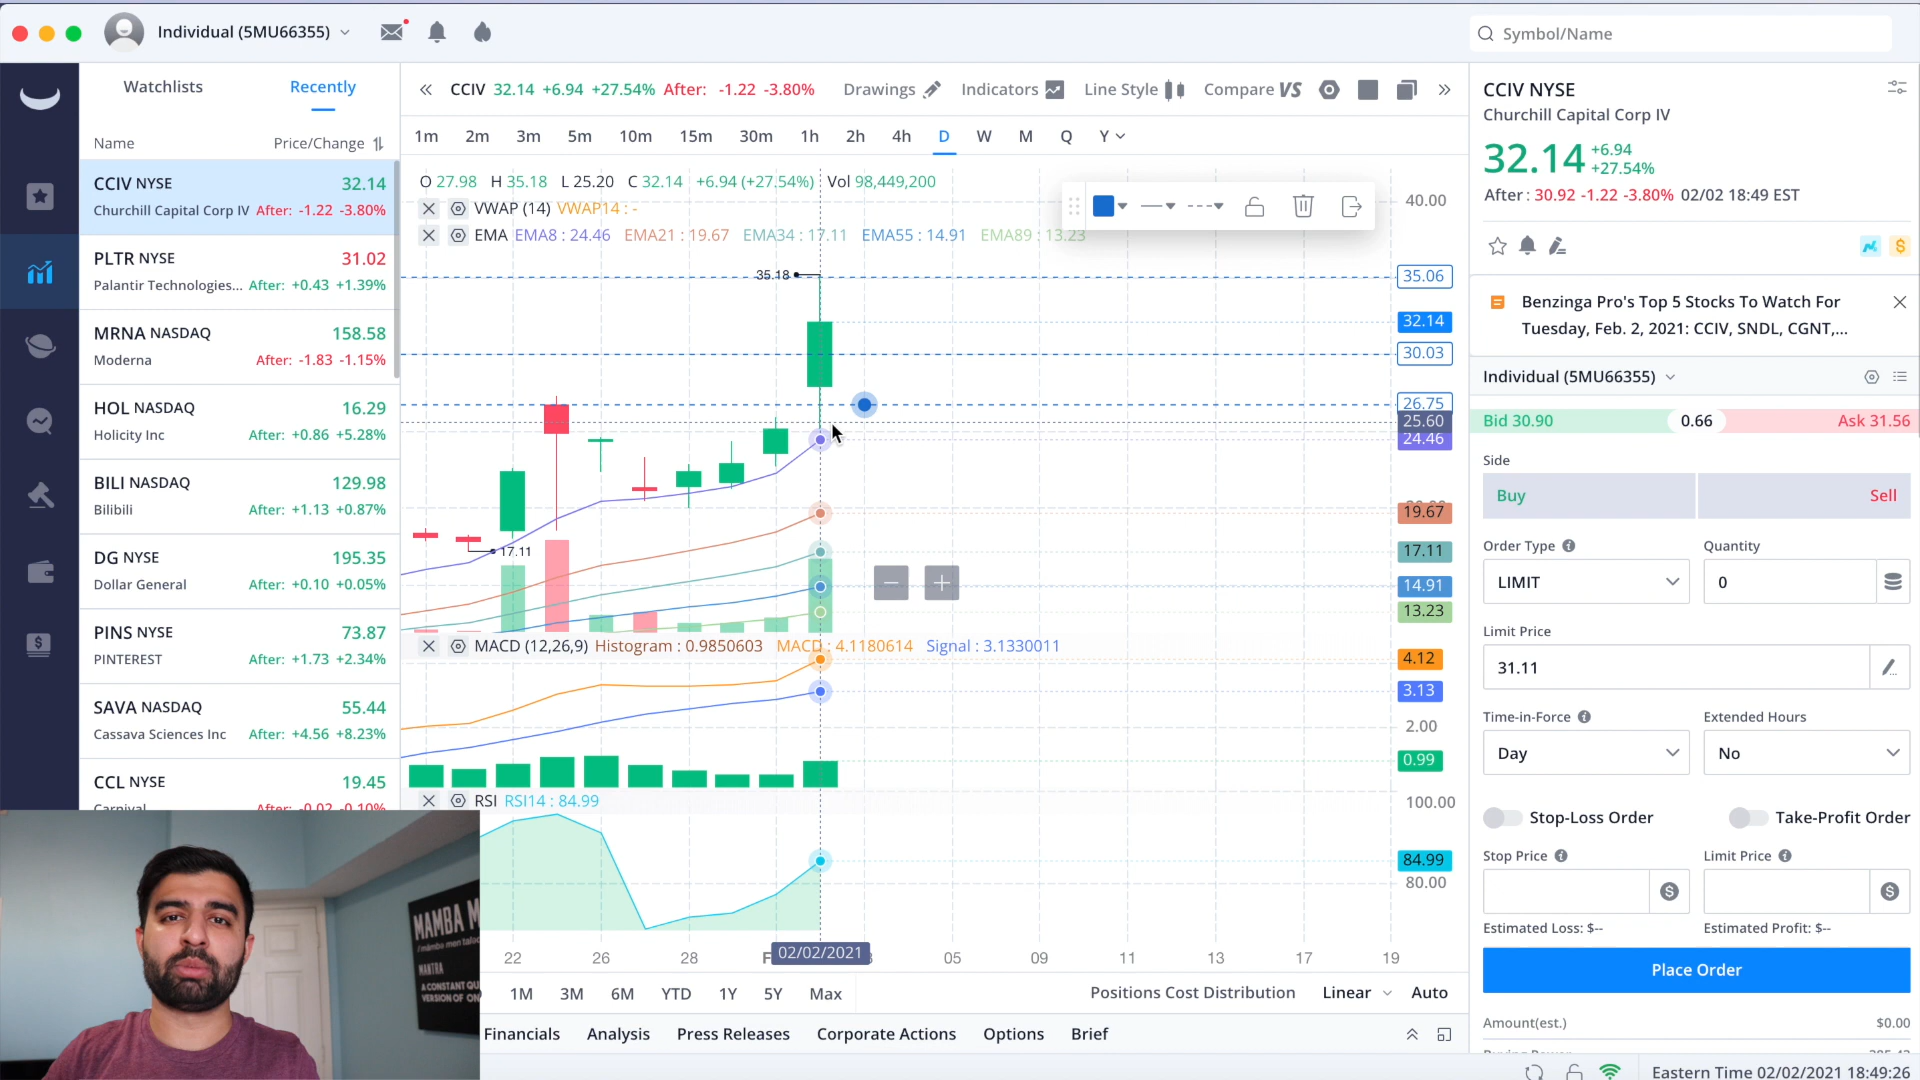 Individual (5MU66355)
Symbol/Name
Watchlists
Recently
Name
Price/Change
CCIV NYSE 32.14
Churchill Capital Corp IV After: -1.22 -3.80%
PLTR NYSE 31.02
Palantir Technologies... After: +0.43 +1.39%
MRNA NASDAQ 158.58
Moderna After: -1.83 -1.15%
HOL NASDAQ 16.29
Holicity Inc After: +0.86 +5.28%
BILI NASDAQ 129.98
Bilibili After: +1.13 +0.87%
DG NYSE 195.35
Dollar General After: +0.10 +0.05%
PINS NYSE 73.87
PINTEREST After: +1.73 +2.34%
SAVA NASDAQ 55.44
Cassava Sciences Inc After: +4.56 +8.23%
CCL NYSE 19.45
Carnival After: -0.02 -0.10%
CCIV 32.14 +6.94 +27.54% After: -1.22 -3.80% Drawings Indicators Line Style Compare VS
1m 2m 3m 5m 10m 15m 30m 1h 2h 4h D W M Q Y
O 27.98 H 35.18 L 25.20 C 32.14 +6.94 (+27.54%) Vol 98,449,200
VWAP (14) VWAP14 : -
EMA EMA8 : 24.46 EMA21 : 19.67 EMA34 : 17.11 EMA55 : 14.91 EMA89 : 13.23
40.00
35.18
35.06
32.14
30.03
26.75
25.60
24.46
19.67
17.11
17.11
14.91
13.23
MACD (12,26,9) Histogram : 0.9850603 MACD : 4.1180614 Signal : 3.1330011
4.12
3.13
2.00
0.99
RSI RSI14 : 84.99
100.00
84.99
80.00
22 26 28 02/02/2021 05 09 11 13 17 19
1M 3M 6M YTD 1Y 5Y Max Positions Cost Distribution Linear Auto
Financials Analysis Press Releases Corporate Actions Options Brief
CCIV NYSE
Churchill Capital Corp IV
32.14 +6.94
+27.54%
After: 30.92 -1.22 -3.80% 02/02 18:49 EST
Benzinga Pro's Top 5 Stocks To Watch For
Tuesday, Feb. 2, 2021: CCIV, SNDL, CGNT,...
Individual (5MU66355)
Bid 30.90 0.66 Ask 31.56
Side
Buy Sell
Order Type Quantity
LIMIT 0
Limit Price
31.11
Time-in-Force Extended Hours
Day No
Stop-Loss Order Take-Profit Order
Stop Price Limit Price
Estimated Loss: $-- Estimated Profit: $--
Place Order
Amount(est.) $0.00
Eastern Time 02/02/2021 18:49:26
MAMBA M
MANTRA
A CONSTANT QU
VERSION OF ON